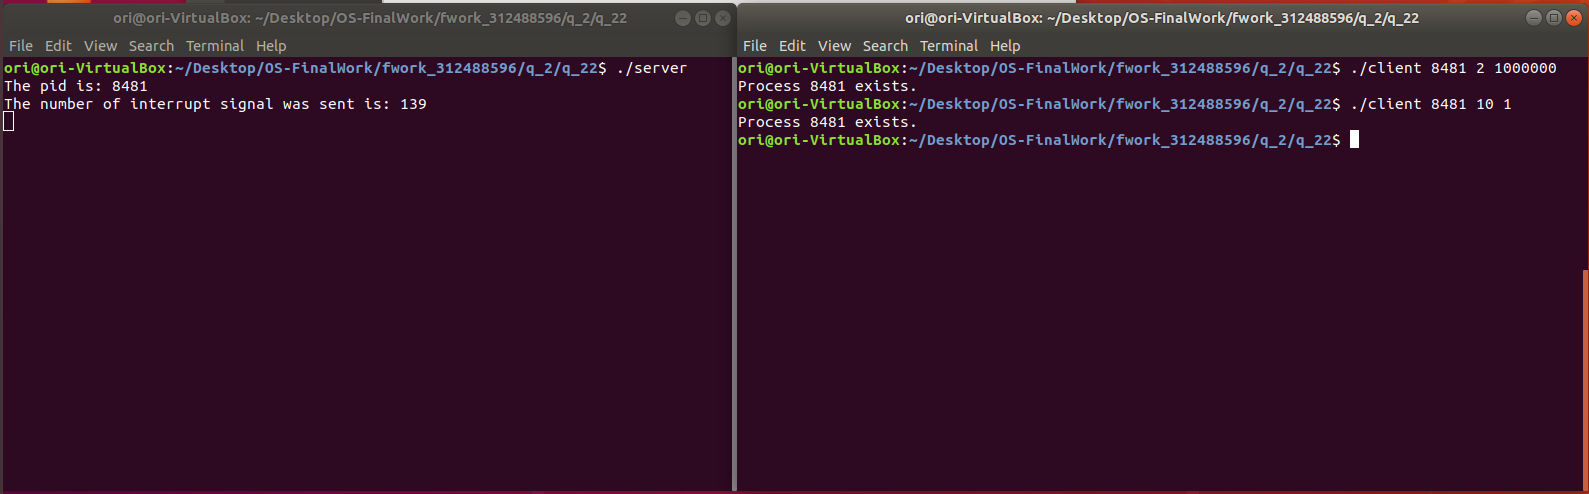 ori@ori-VirtualBox: ~/Desktop/OS-FinalWork/fwork_312488596/q_2/q_22
File Edit View Search Terminal Help
ori@ori-VirtualBox:~/Desktop/OS-FinalWork/fwork_312488596/q_2/q_22$ ./server
The pid is: 8481
The number of interrupt signal was sent is: 139
ori@ori-VirtualBox: ~/Desktop/OS-FinalWork/fwork_312488596/q_2/q_22
File Edit View Search Terminal Help
ori@ori-VirtualBox:~/Desktop/OS-FinalWork/fwork_312488596/q_2/q_22$ ./client 8481 2 1000000
Process 8481 exists.
ori@ori-VirtualBox:~/Desktop/OS-FinalWork/fwork_312488596/q_2/q_22$ ./client 8481 10 1
Process 8481 exists.
ori@ori-VirtualBox:~/Desktop/OS-FinalWork/fwork_312488596/q_2/q_22$